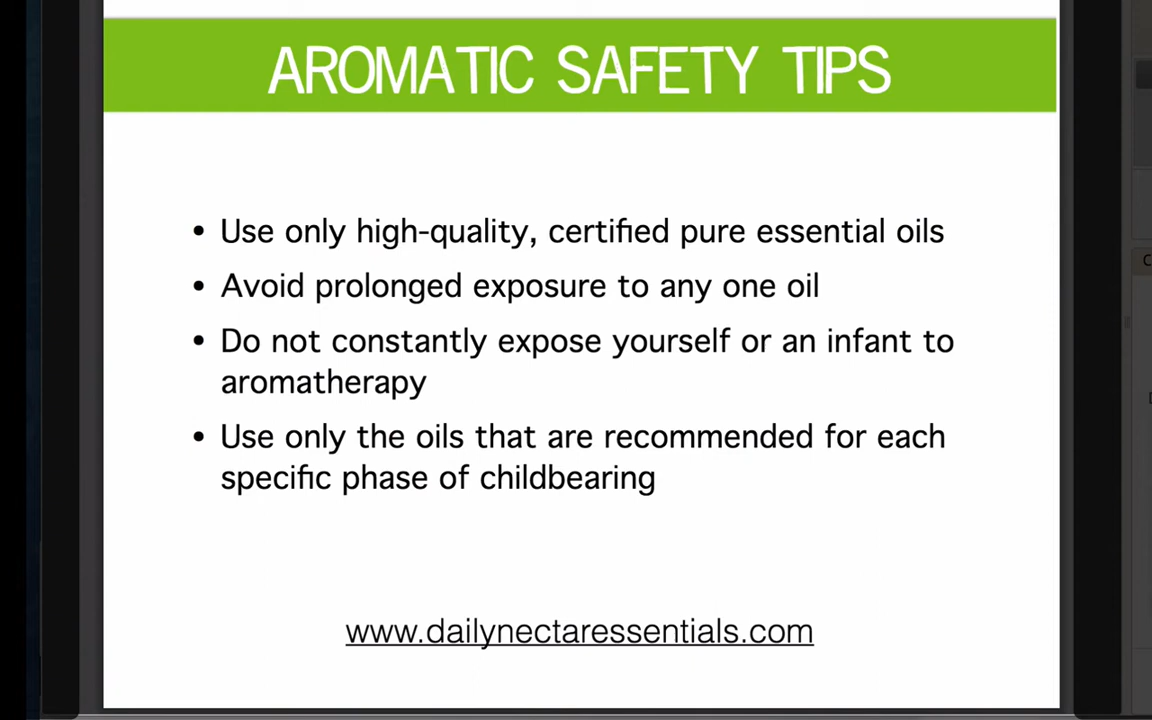 AROMATIC SAFETY TIPS
• Use only high-quality, certified pure essential oils
• Avoid prolonged exposure to any one oil
• Do not constantly expose yourself or an infant to
aromatherapy
• Use only the oils that are recommended for each
specific phase of childbearing
www.dailynectaressentials.com